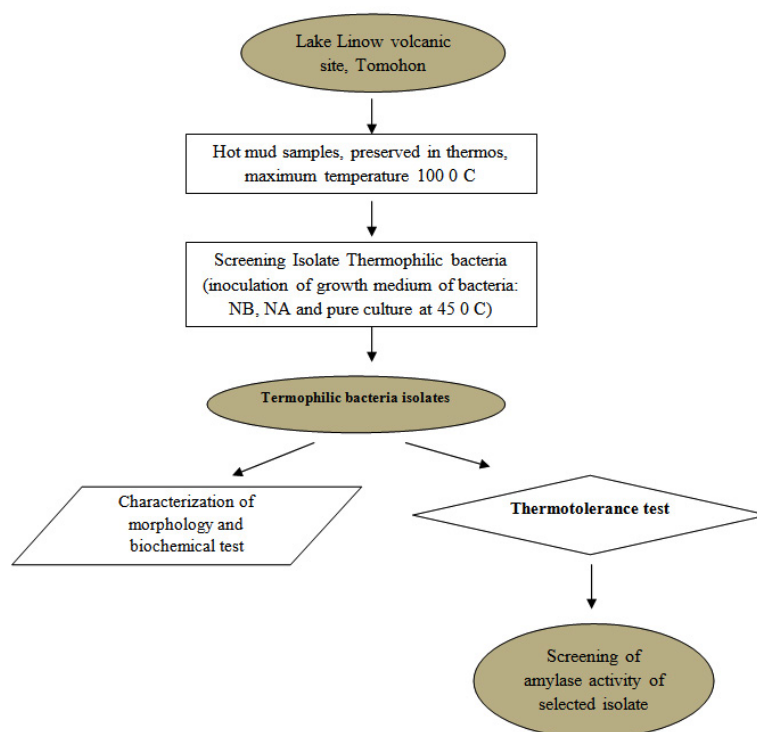 Lake Linow volcanic
site, Tomohon
Hot mud samples, preserved in thermos,
maximum temperature 100 0 C
Screening Isolate Thermophilic bacteria
(inoculation of growth medium of bacteria:
NB, NA and pure culture at 45 0 C)
Termophilic bacteria isolates
Characterization of
morphology and
biochemical test
Thermotolerance test
Screening of
amylase activity of
selected isolate